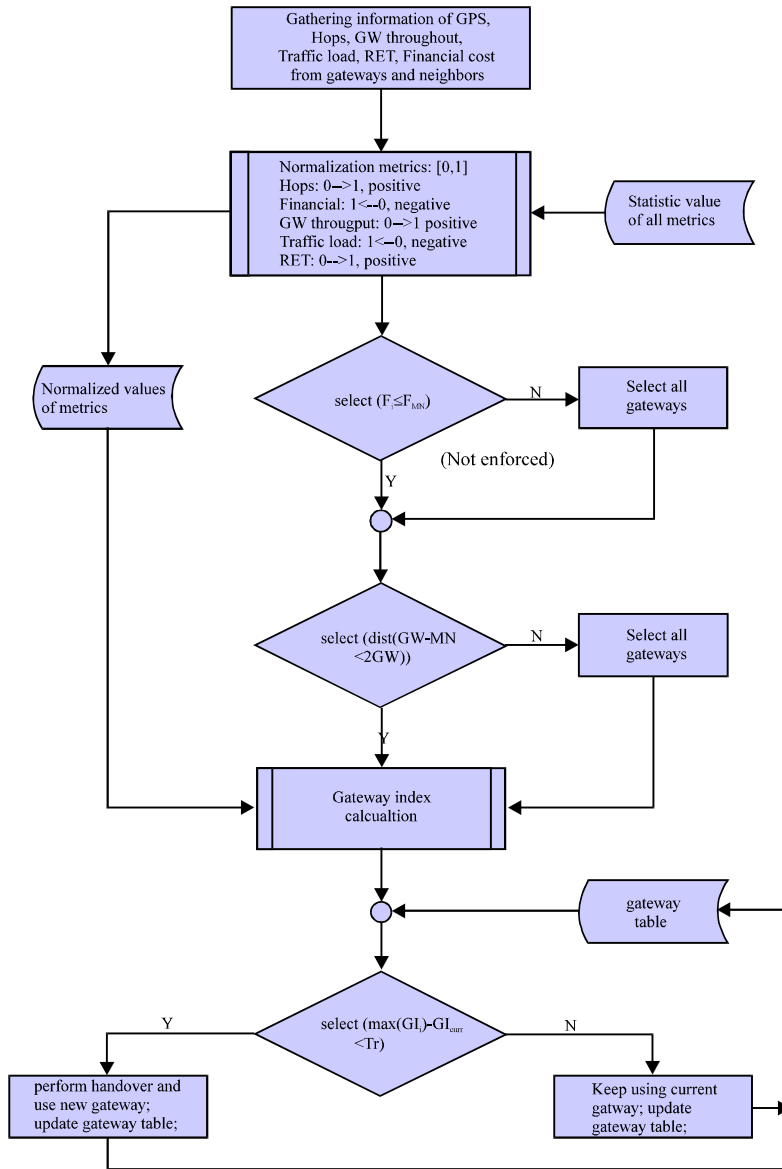 Gathering information of GPS,
Hops, GW throughout,
Traffic load, RET, Financial cost
from gateways and neighbors
Normalization metrics: [0,1]
Hops: 0-->1, positive
Financial: 1<--0, negative
GW througput: 0-->1 positive
Traffic load: 1<--0, negative
RET: 0-->1, positive
Statistic value
of all metrics
Normalized values
of metrics
select (F_i≤F_MN)
N
Select all
gateways
(Not enforced)
Y
select (dist(GW-MN
<2GW))
N
Select all
gateways
Y
Gateway index
calcualtion
gateway
table
select (max(GI_i)-GI_curr
<Tr)
Y
N
perform handover and
use new gateway;
update gateway table;
Keep using current
gatway; update
gateway table;